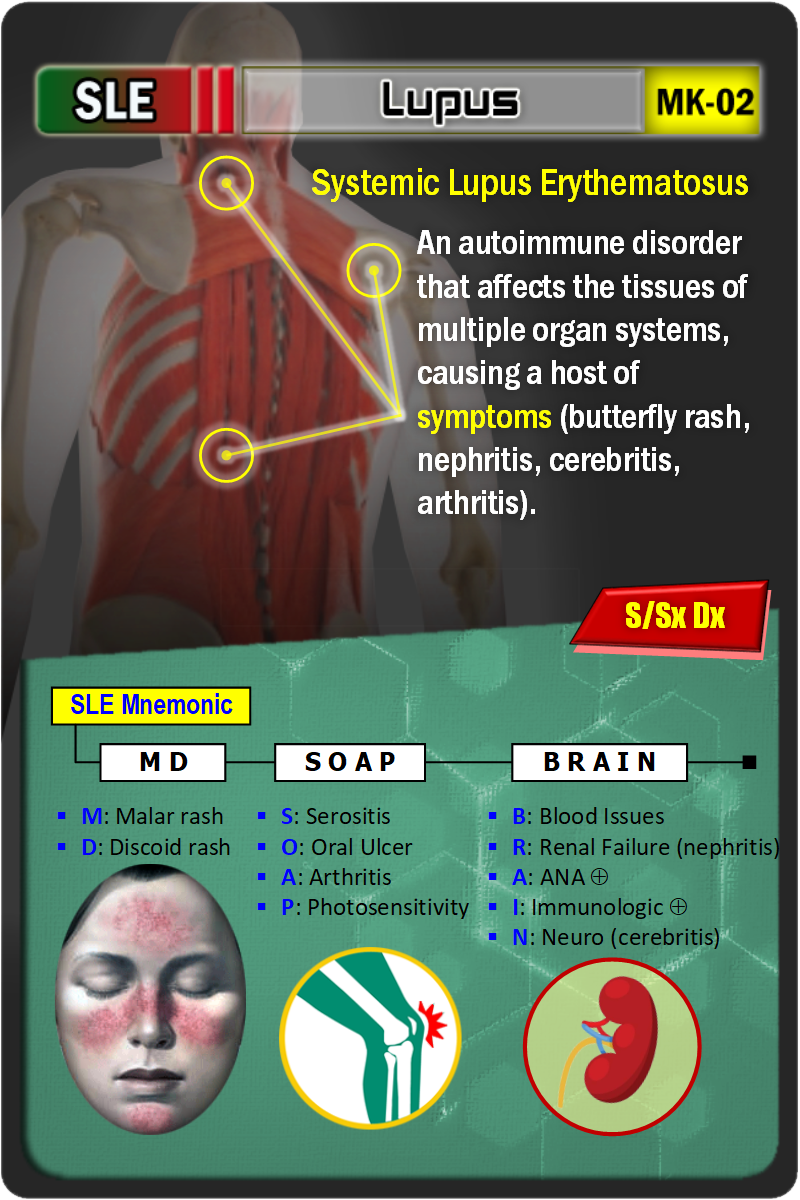 SLE
Lupus
MK-02
Systemic Lupus Erythematosus
An autoimmune disorder
that affects the tissues of
multiple organ systems,
causing a host of
symptoms (butterfly rash,
nephritis, cerebritis,
arthritis).
S/Sx Dx
SLE Mnemonic
M D
S O A P
B R A I N
▪ M: Malar rash
▪ D: Discoid rash
▪ S: Serositis
▪ O: Oral Ulcer
▪ A: Arthritis
▪ P: Photosensitivity
▪ B: Blood Issues
▪ R: Renal Failure (nephritis)
▪ A: ANA ⊕
▪ I: Immunologic ⊕
▪ N: Neuro (cerebritis)